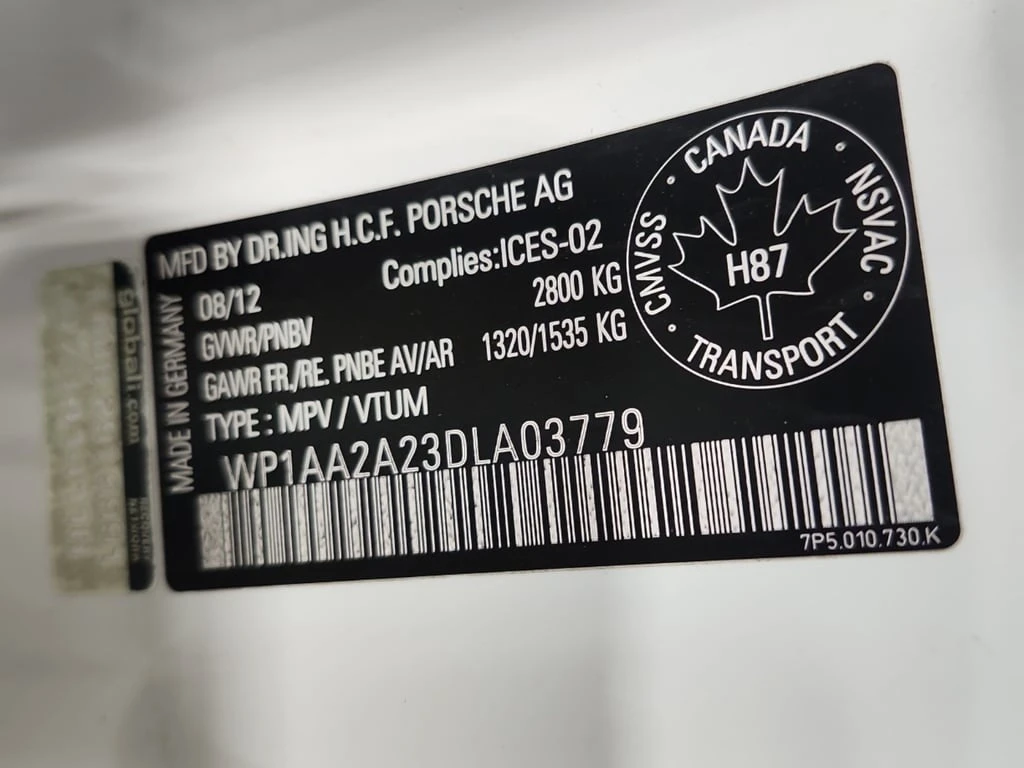 MFD BY DR.ING H.C.F. PORSCHE AG
08/12
Complies:ICES-02
GVWR/PNBV 2800 KG
GAWR FR./RE. PNBE AV/AR 1320/1535 KG
TYPE : MPV / VTUM
WP1AA2A23DLA03779
7P5.010.730.K
MADE IN GERMANY
CANADA
NSVAC
TRANSPORT
CMVSS
H87
globali.com